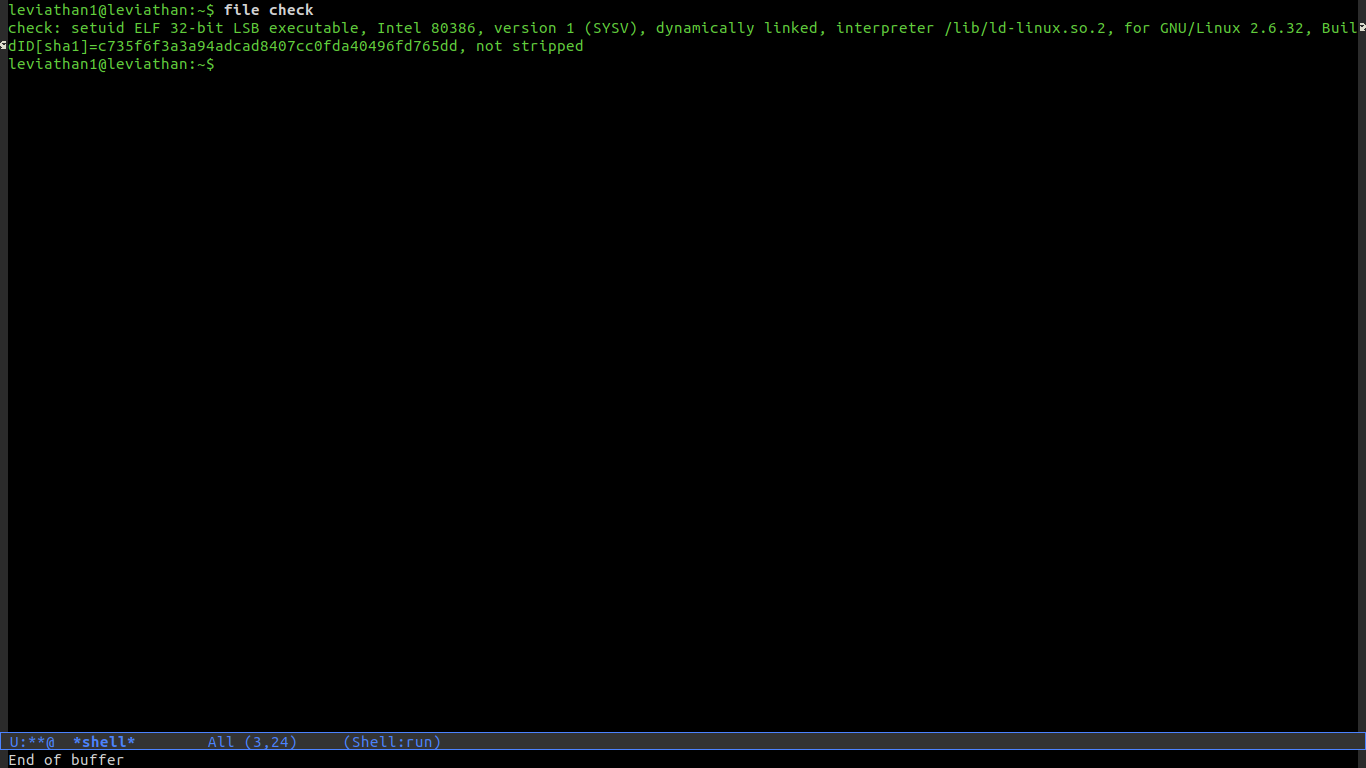 leviathan1@leviathan:~$ file check
check: setuid ELF 32-bit LSB executable, Intel 80386, version 1 (SYSV), dynamically linked, interpreter /lib/ld-linux.so.2, for GNU/Linux 2.6.32, Buil
dID[sha1]=c735f6f3a3a94adcad8407cc0fda40496fd765dd, not stripped
leviathan1@leviathan:~$
U:**@  *shell*        All (3,24)     (Shell:run)
End of buffer